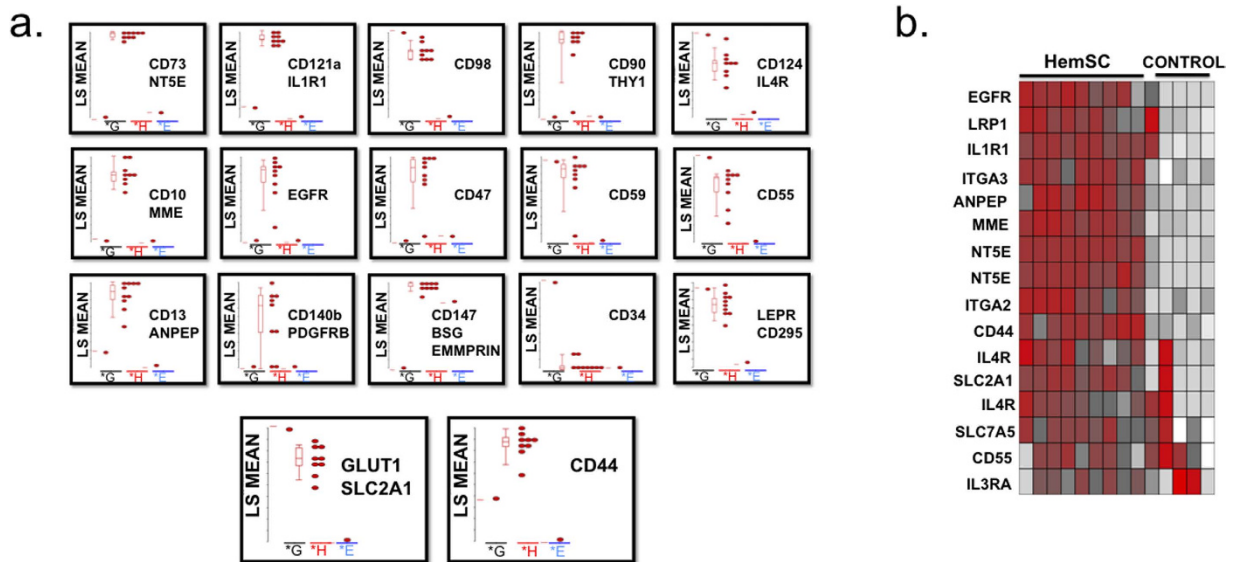 a.
LS MEAN
CD73
NT5E
*G *H *E
LS MEAN
CD121a
IL1R1
*G *H *E
LS MEAN
CD98
*G *H *E
LS MEAN
CD90
THY1
*G *H *E
LS MEAN
CD124
IL4R
*G *H *E
LS MEAN
CD10
MME
*G *H *E
LS MEAN
EGFR
*G *H *E
LS MEAN
CD47
*G *H *E
LS MEAN
CD59
*G *H *E
LS MEAN
CD55
*G *H *E
LS MEAN
CD13
ANPEP
*G *H *E
LS MEAN
CD140b
PDGFRB
*G *H *E
LS MEAN
CD147
BSG
EMMPRIN
*G *H *E
LS MEAN
CD34
*G *H *E
LS MEAN
LEPR
CD295
*G *H *E
LS MEAN
GLUT1
SLC2A1
*G *H *E
LS MEAN
CD44
*G *H *E
b.
HemSC CONTROL
EGFR
LRP1
IL1R1
ITGA3
ANPEP
MME
NT5E
NT5E
ITGA2
CD44
IL4R
SLC2A1
IL4R
SLC7A5
CD55
IL3RA